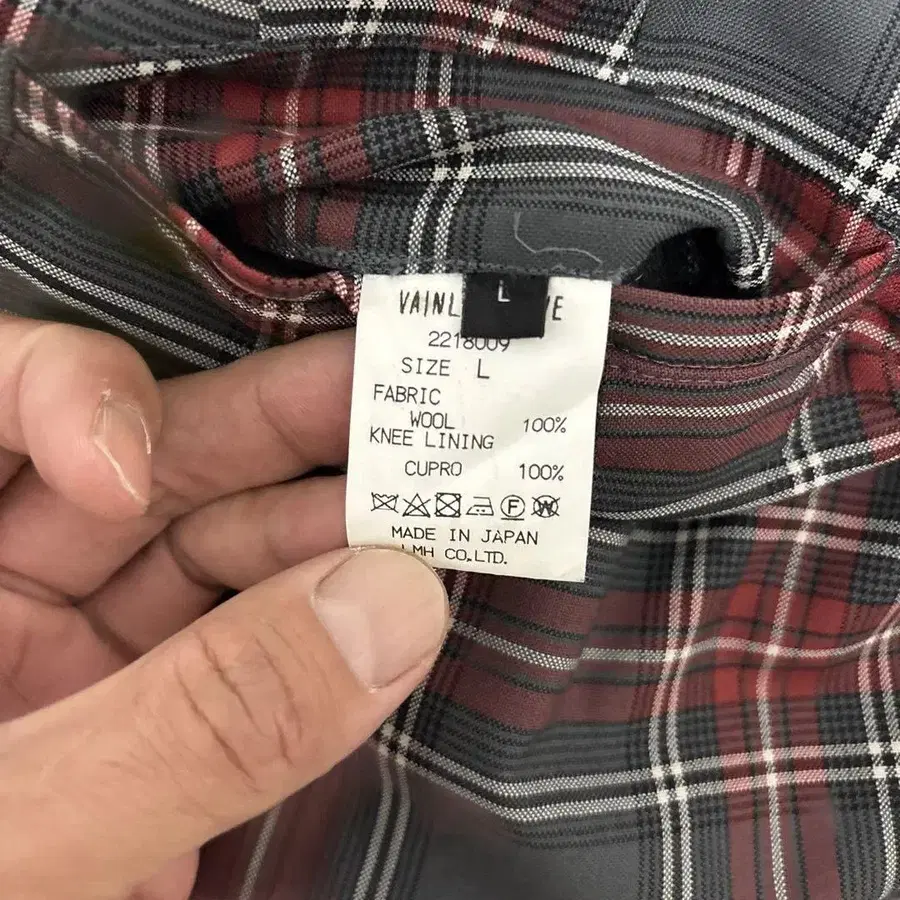 L
2218009
SIZE L
FABRIC
WOOL 100%
KNEE LINING
CUPRO 100%
MADE IN JAPAN
LMH CO.LTD.